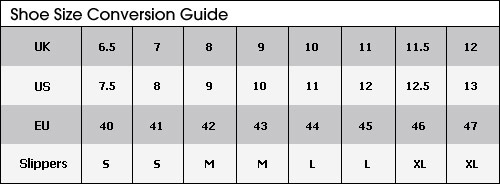 Shoe Size Conversion Guide
UK 6.5 7 8 9 10 11 11.5 12
US 7.5 8 9 10 11 12 12.5 13
EU 40 41 42 43 44 45 46 47
Slippers S S M M L L XL XL